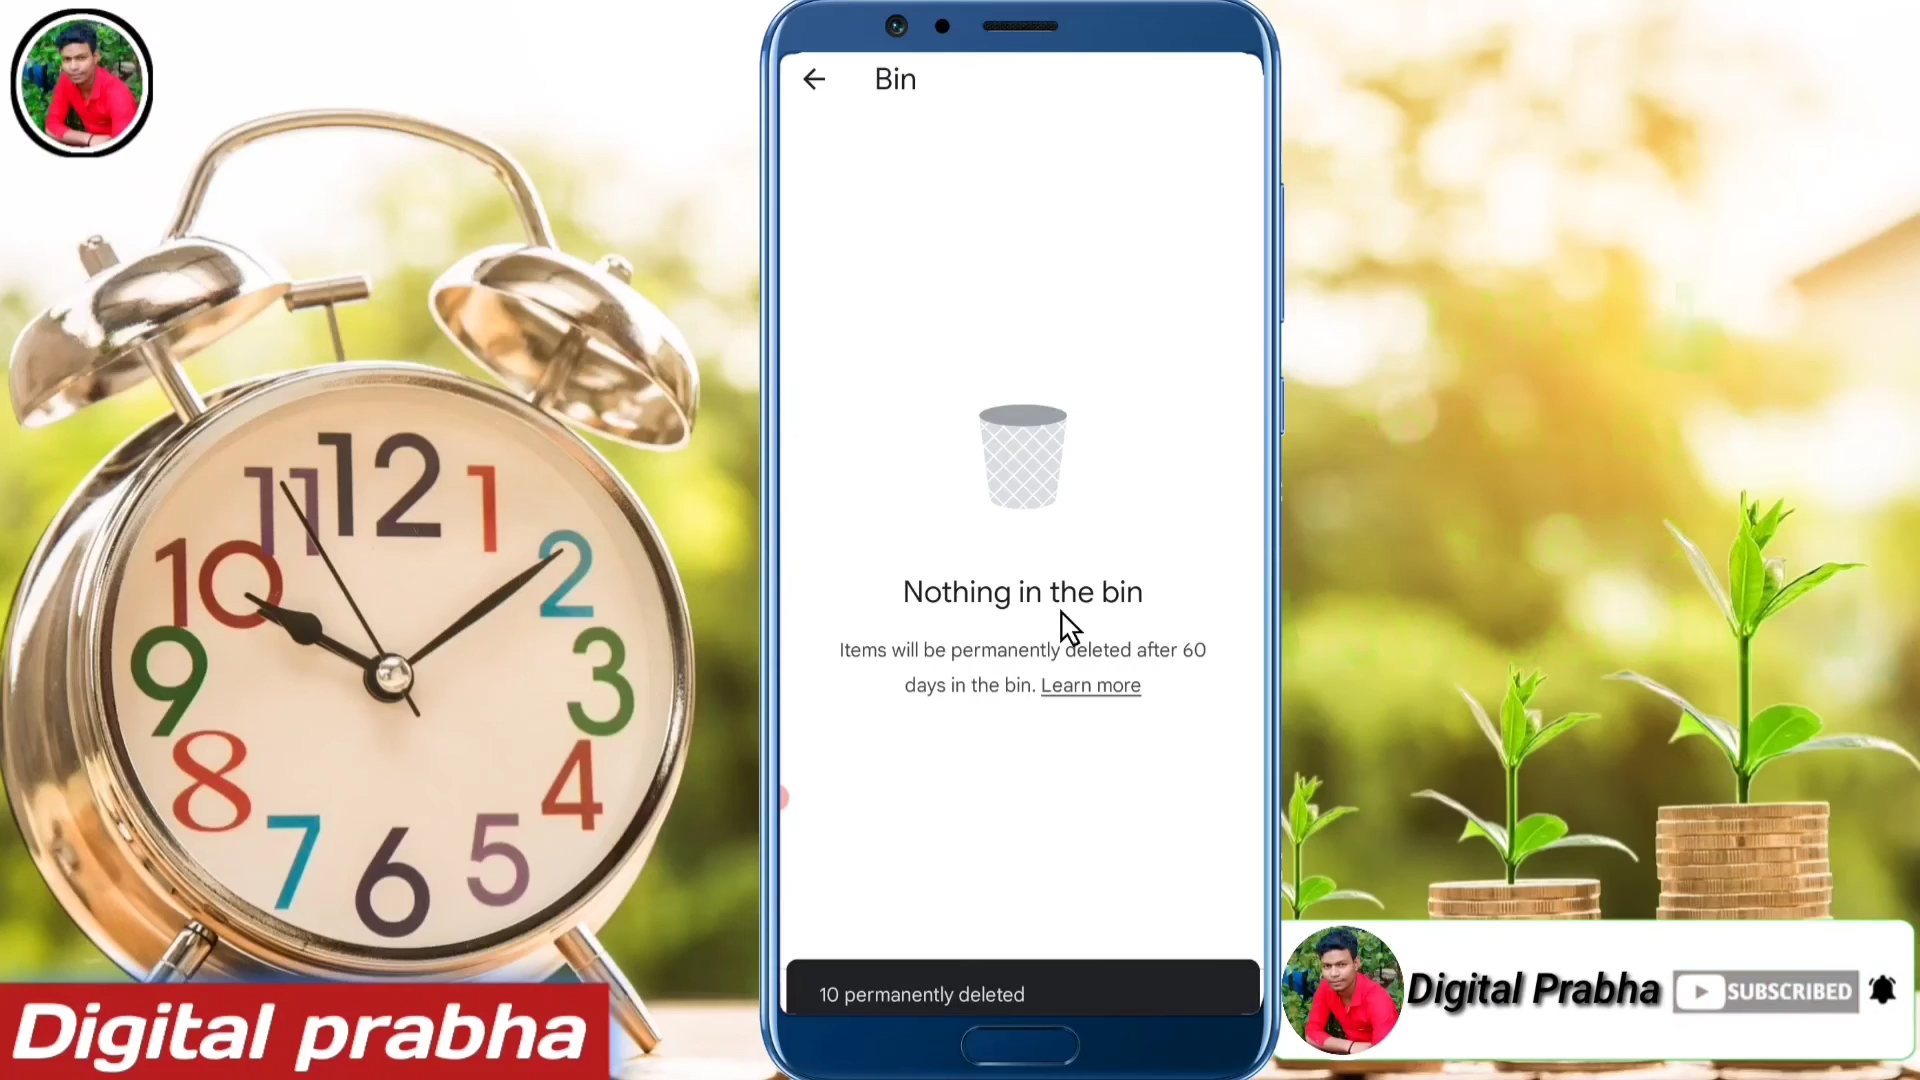 Bin
Nothing in the bin
Items will be permanently deleted after 60
days in the bin. Learn more
10 permanently deleted
12
1
2
3
4
5
6
7
8
9
10
11
Digital prabha
Digital Prabha
SUBSCRIBED